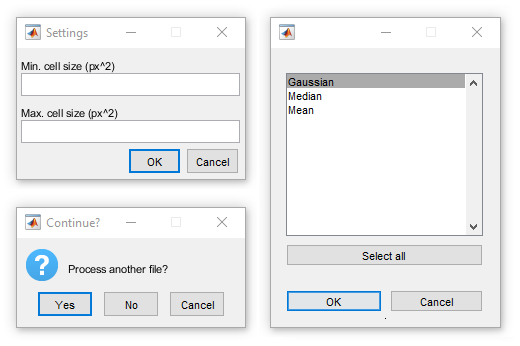 Settings
Min. cell size (px^2)
Max. cell size (px^2)
OK
Cancel
Continue?
Process another file?
Yes
No
Cancel
Gaussian
Median
Mean
Select all
OK
Cancel